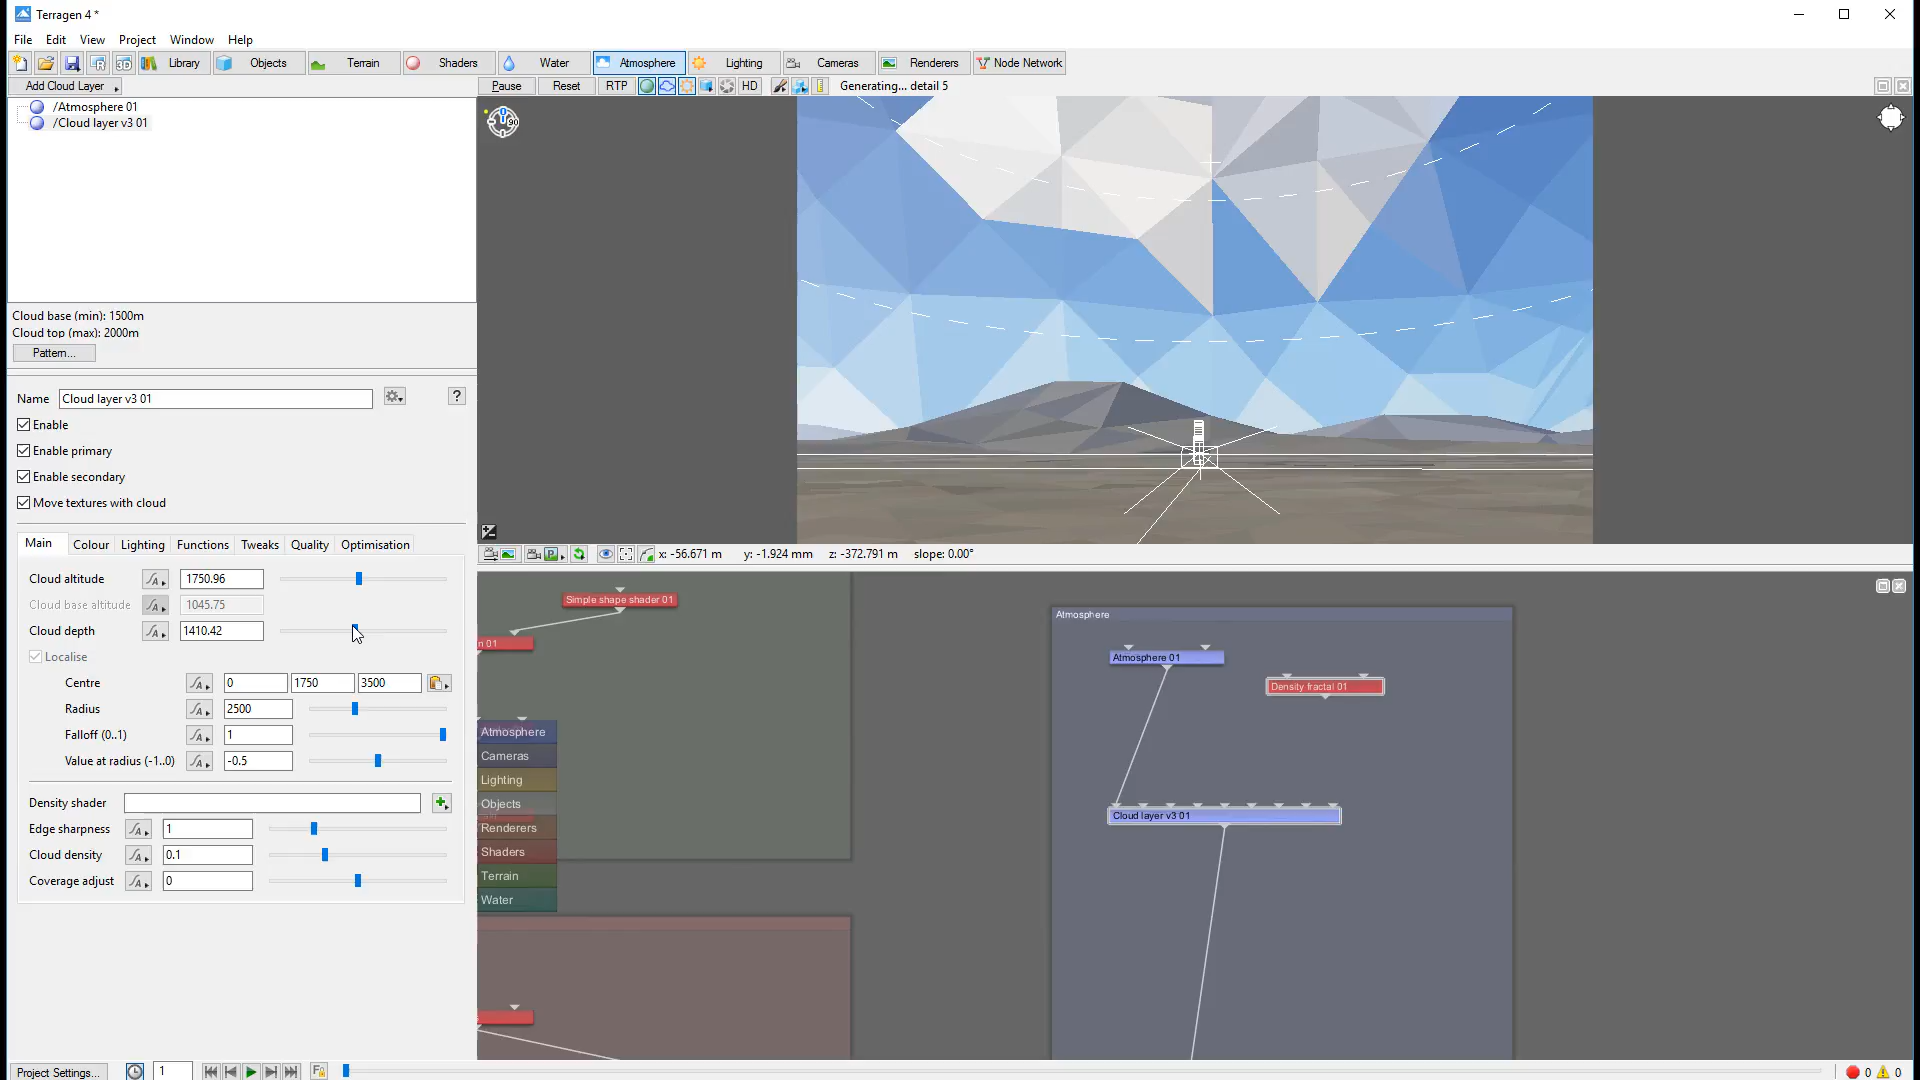 Terragen 4 *
File Edit View Project Window Help
Library Objects Terrain Shaders Water Atmosphere Lighting Cameras Renderers Node Network
Add Cloud Layer
Pause Reset RTP HD Generating... detail 5
/Atmosphere 01
/Cloud layer v3 01
90
Cloud base (min): 1500m
Cloud top (max): 2000m
Pattern...
Name Cloud layer v3 01 ?
Enable
Enable primary
Enable secondary
Move textures with cloud
Main Colour Lighting Functions Tweaks Quality Optimisation
x: -56.671 m y: -1.924 mm z: -372.791 m slope: 0.00°
Cloud altitude 1750.96
Cloud base altitude 1045.75
Cloud depth 1410.42
Localise
Centre 0 1750 3500
Radius 2500
Falloff (0..1) 1
Value at radius (-1..0) -0.5
Density shader
Edge sharpness 1
Cloud density 0.1
Coverage adjust 0
Simple shape shader 01
n 01
Atmosphere
Cameras
Lighting
Objects
Renderers
Shaders
Terrain
Water
Atmosphere
Atmosphere 01
Density fractal 01
Cloud layer v3 01
Project Settings... 1 0 0